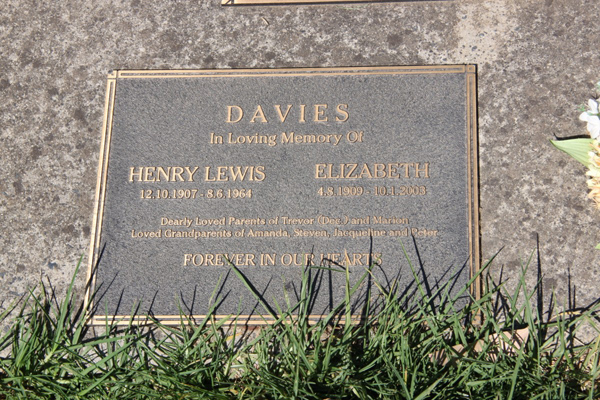 DAVIES
In Loving Memory Of
HENRY LEWIS ELIZABETH
12.10.1907 - 8.6.1964 4.8.1909 - 10.1.2003
Dearly Loved Parents of Trevor (Dec.) and Marion
Loved Grandparents of Amanda, Steven, Jacqueline and Peter
FOREVER IN OUR HEARTS